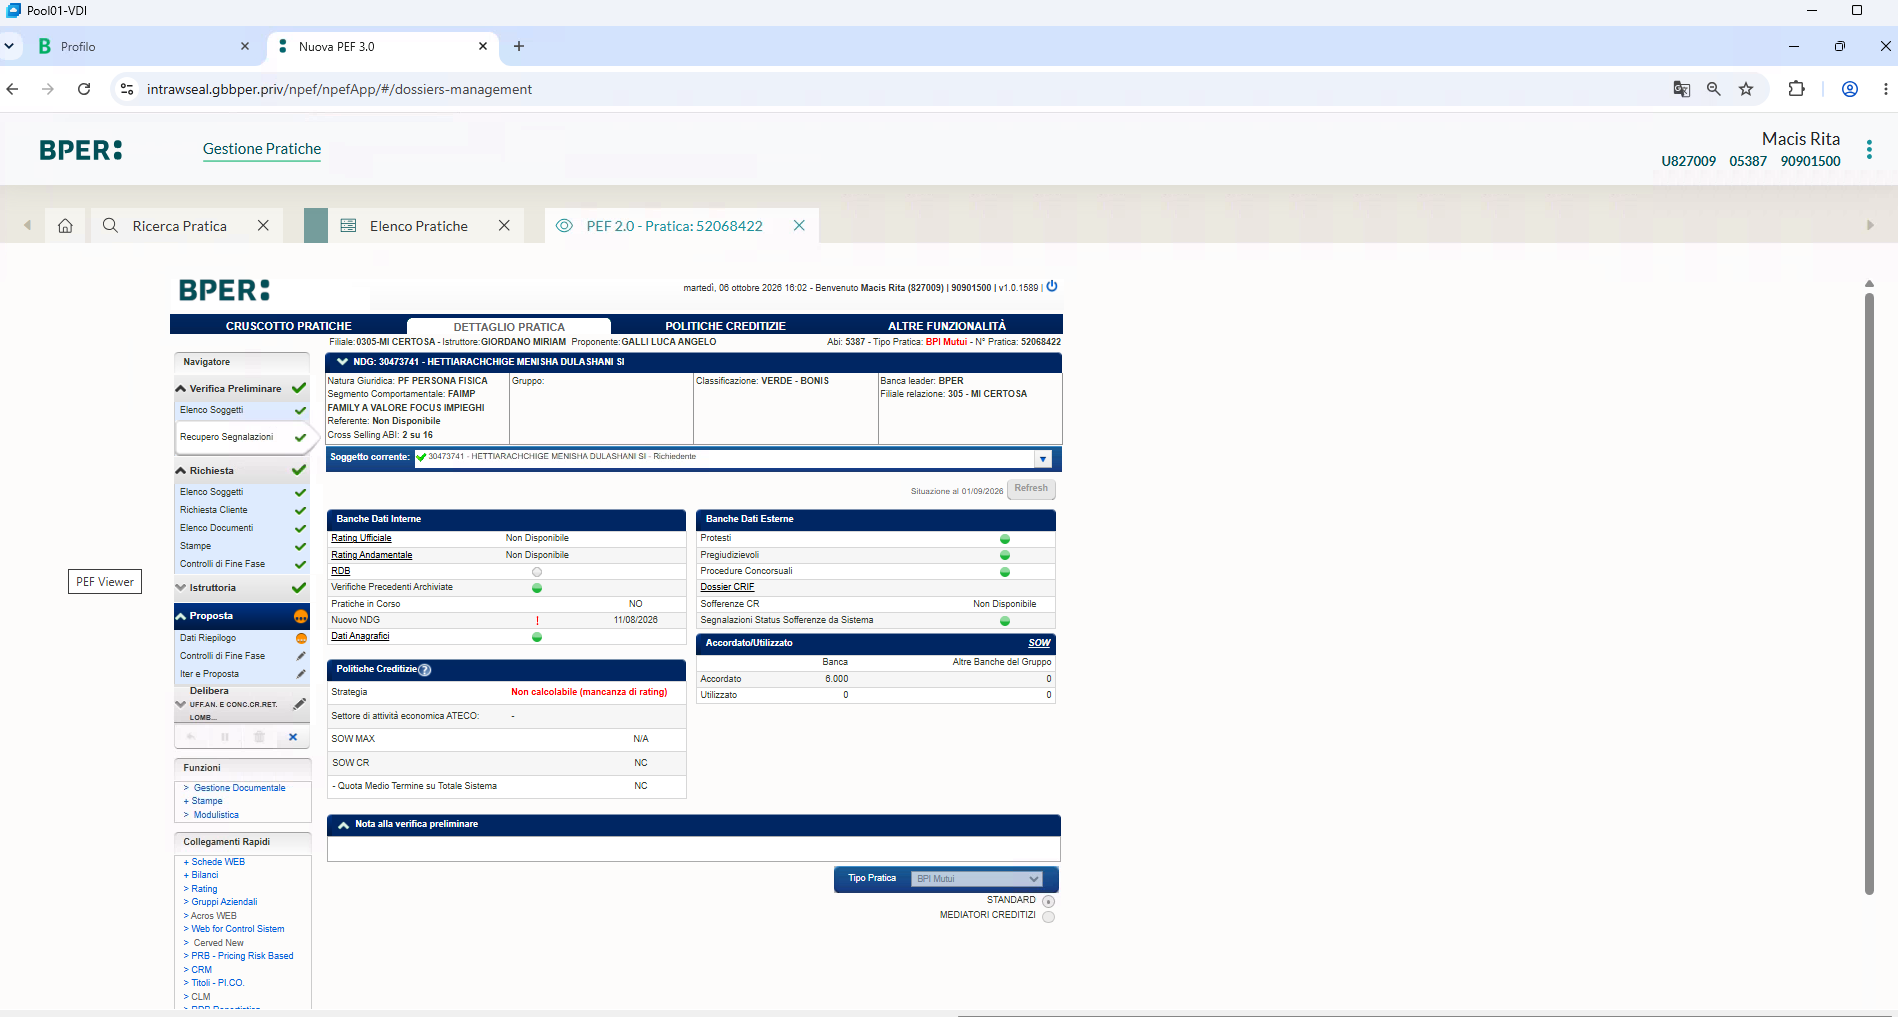 Pool01-VDI
Profilo
Nuova PEF 3.0
intrawseal.gbbper.priv/npef/npefApp/#/dossiers-management
BPER:
Gestione Pratiche
Macis Rita
U827009 05387 90901500
Ricerca Pratica
Elenco Pratiche
PEF 2.0 - Pratica: 52068422
BPER:
martedì, 06 ottobre 2026 16:02 - Benvenuto Macis Rita (827009) | 90901500 | v1.0.1589 |
CRUSCOTTO PRATICHE
DETTAGLIO PRATICA
POLITICHE CREDITIZIE
ALTRE FUNZIONALITÀ
Filiale: 0305-MI CERTOSA - Istruttore: GIORDANO MIRIAM Proponente: GALLI LUCA ANGELO
Abi: 5387 - Tipo Pratica: BPI Mutui - N° Pratica: 52068422
Navigatore
Verifica Preliminare
Elenco Soggetti
Recupero Segnalazioni
Richiesta
Elenco Soggetti
Richiesta Cliente
Elenco Documenti
Stampe
Controlli di Fine Fase
Istruttoria
Proposta
Dati Riepilogo
Controlli di Fine Fase
Iter e Proposta
Delibera
UFF.AN. E CONC.CR.RET.
LOMB...
PEF Viewer
Funzioni
> Gestione Documentale
+ Stampe
> Modulistica
Collegamenti Rapidi
+ Schede WEB
+ Bilanci
> Rating
> Gruppi Aziendali
> Acros WEB
> Web for Control Sistem
> Cerved New
> PRB - Pricing Risk Based
> CRM
> Titoli - PI.CO.
> CLM
NDG: 30473741 - HETTIARACHCHIGE MENISHA DULASHANI SI
Natura Giuridica: PF PERSONA FISICA
Segmento Comportamentale: FAIMP
FAMILY A VALORE FOCUS IMPIEGHI
Referente: Non Disponibile
Cross Selling ABI: 2 su 16
Gruppo:
Classificazione: VERDE - BONIS
Banca leader: BPER
Filiale relazione: 305 - MI CERTOSA
Soggetto corrente: 30473741 - HETTIARACHCHIGE MENISHA DULASHANI SI - Richiedente
Situazione al 01/09/2026 Refresh
Banche Dati Interne
Rating Ufficiale Non Disponibile
Rating Andamentale Non Disponibile
RDB
Verifiche Precedenti Archiviate
Pratiche in Corso NO
Nuovo NDG ! 11/08/2026
Dati Anagrafici
Banche Dati Esterne
Protesti
Pregiudizievoli
Procedure Concorsuali
Dossier CRIF
Sofferenze CR Non Disponibile
Segnalazioni Status Sofferenze da Sistema
Accordato/Utilizzato SOW
Banca Altre Banche del Gruppo
Accordato 6.000 0
Utilizzato 0 0
Politiche Creditizie ?
Strategia Non calcolabile (mancanza di rating)
Settore di attività economica ATECO: -
SOW MAX N/A
SOW CR NC
- Quota Medio Termine su Totale Sistema NC
Nota alla verifica preliminare
Tipo Pratica BPI Mutui
STANDARD
MEDIATORI CREDITIZI